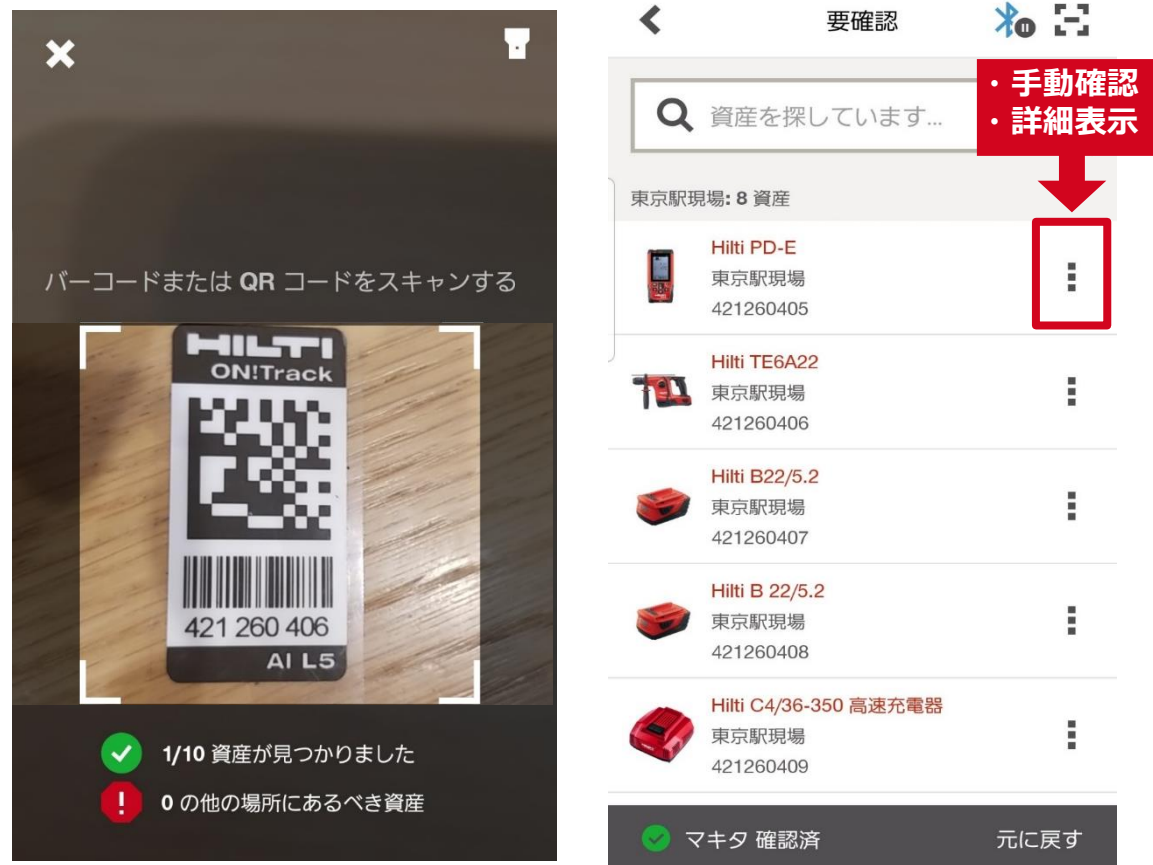 バーコードまたは QR コードをスキャンする
HILTI
ON!Track
421 260 406
AI L5
1/10 資産が見つかりました
0 の他の場所にあるべき資産
要確認
・手動確認
・詳細表示
資産を探しています...
東京駅現場: 8 資産
Hilti PD-E
東京駅現場
421260405
Hilti TE6A22
東京駅現場
421260406
Hilti B22/5.2
東京駅現場
421260407
Hilti B 22/5.2
東京駅現場
421260408
Hilti C4/36-350 高速充電器
東京駅現場
421260409
マキタ 確認済
元に戻す